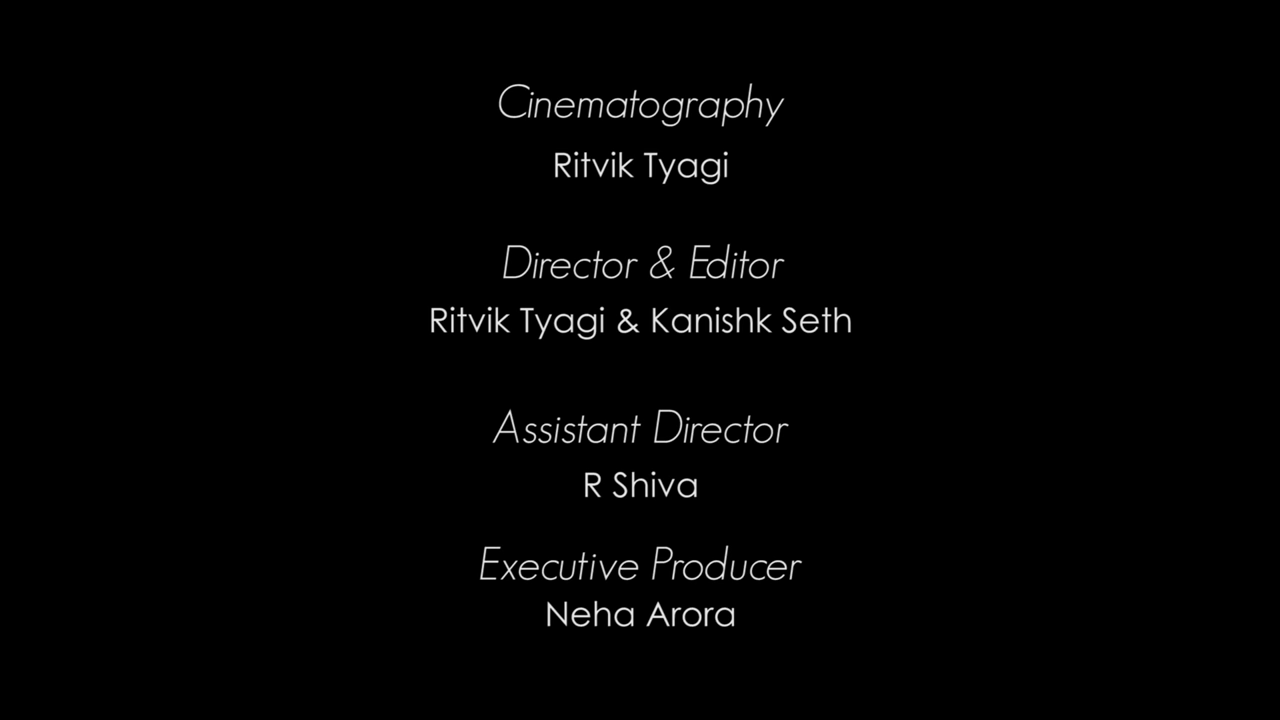 Cinematography
Ritvik Tyagi
Director & Editor
Ritvik Tyagi & Kanishk Seth
Assistant Director
R Shiva
Executive Producer
Neha Arora